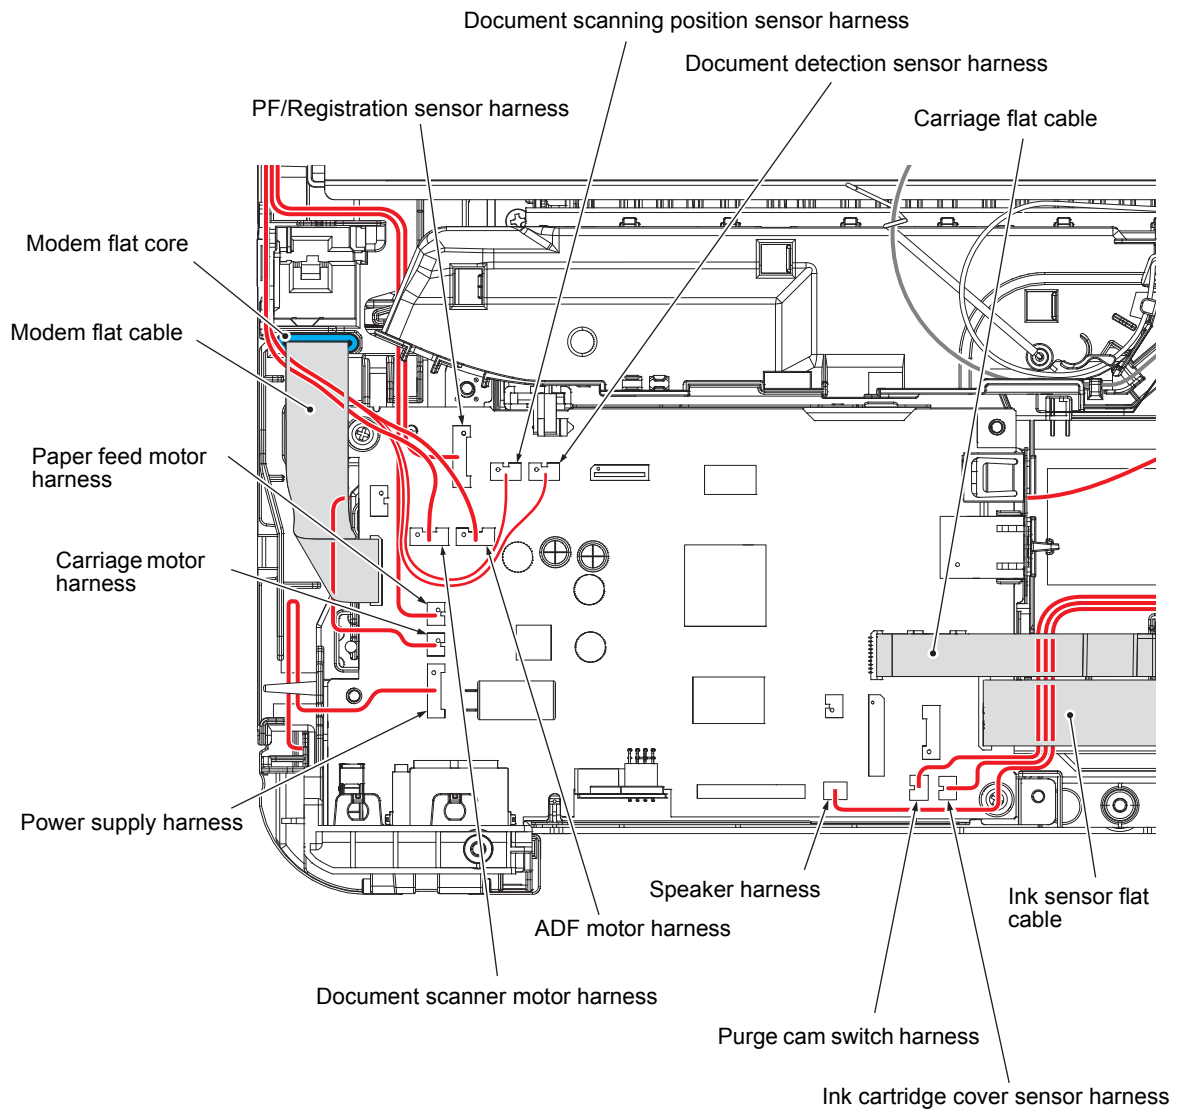 Document scanning position sensor harness
Document detection sensor harness
PF/Registration sensor harness
Carriage flat cable
Modem flat core
Modem flat cable
Paper feed motor
harness
Carriage motor
harness
Power supply harness
Speaker harness
Ink sensor flat
cable
ADF motor harness
Document scanner motor harness
Purge cam switch harness
Ink cartridge cover sensor harness